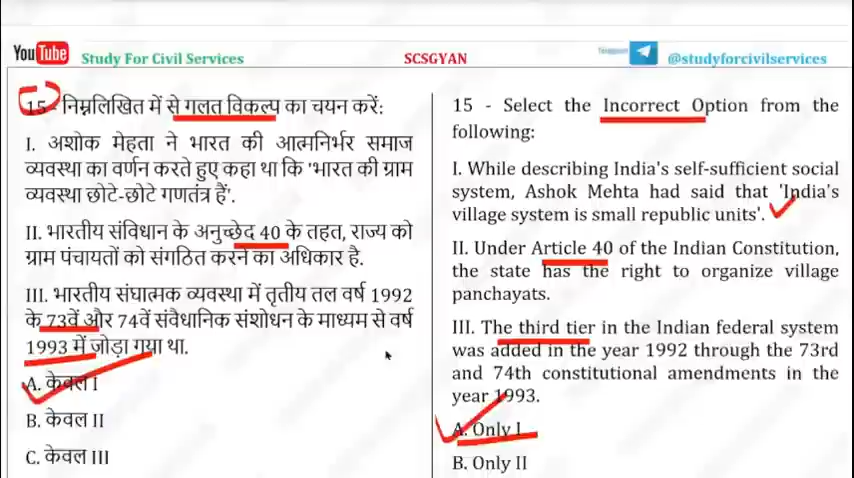 YouTube
Study For Civil Services
SCSGYAN
Telegram
@studyforcivilservices
15 - निम्नलिखित में से गलत विकल्प का चयन करें:
I. अशोक मेहता ने भारत की आत्मनिर्भर समाज
व्यवस्था का वर्णन करते हुए कहा था कि 'भारत की ग्राम
व्यवस्था छोटे-छोटे गणतंत्र हैं'.
II. भारतीय संविधान के अनुच्छेद 40 के तहत, राज्य को
ग्राम पंचायतों को संगठित करने का अधिकार है.
III. भारतीय संघात्मक व्यवस्था में तृतीय तल वर्ष 1992
के 73वें और 74वें संवैधानिक संशोधन के माध्यम से वर्ष
1993 में जोड़ा गया था.
A. केवल I
B. केवल II
C. केवल III
15 - Select the Incorrect Option from the
following:
I. While describing India's self-sufficient social
system, Ashok Mehta had said that 'India's
village system is small republic units'.
II. Under Article 40 of the Indian Constitution,
the state has the right to organize village
panchayats.
III. The third tier in the Indian federal system
was added in the year 1992 through the 73rd
and 74th constitutional amendments in the
year 1993.
A. Only I
B. Only II